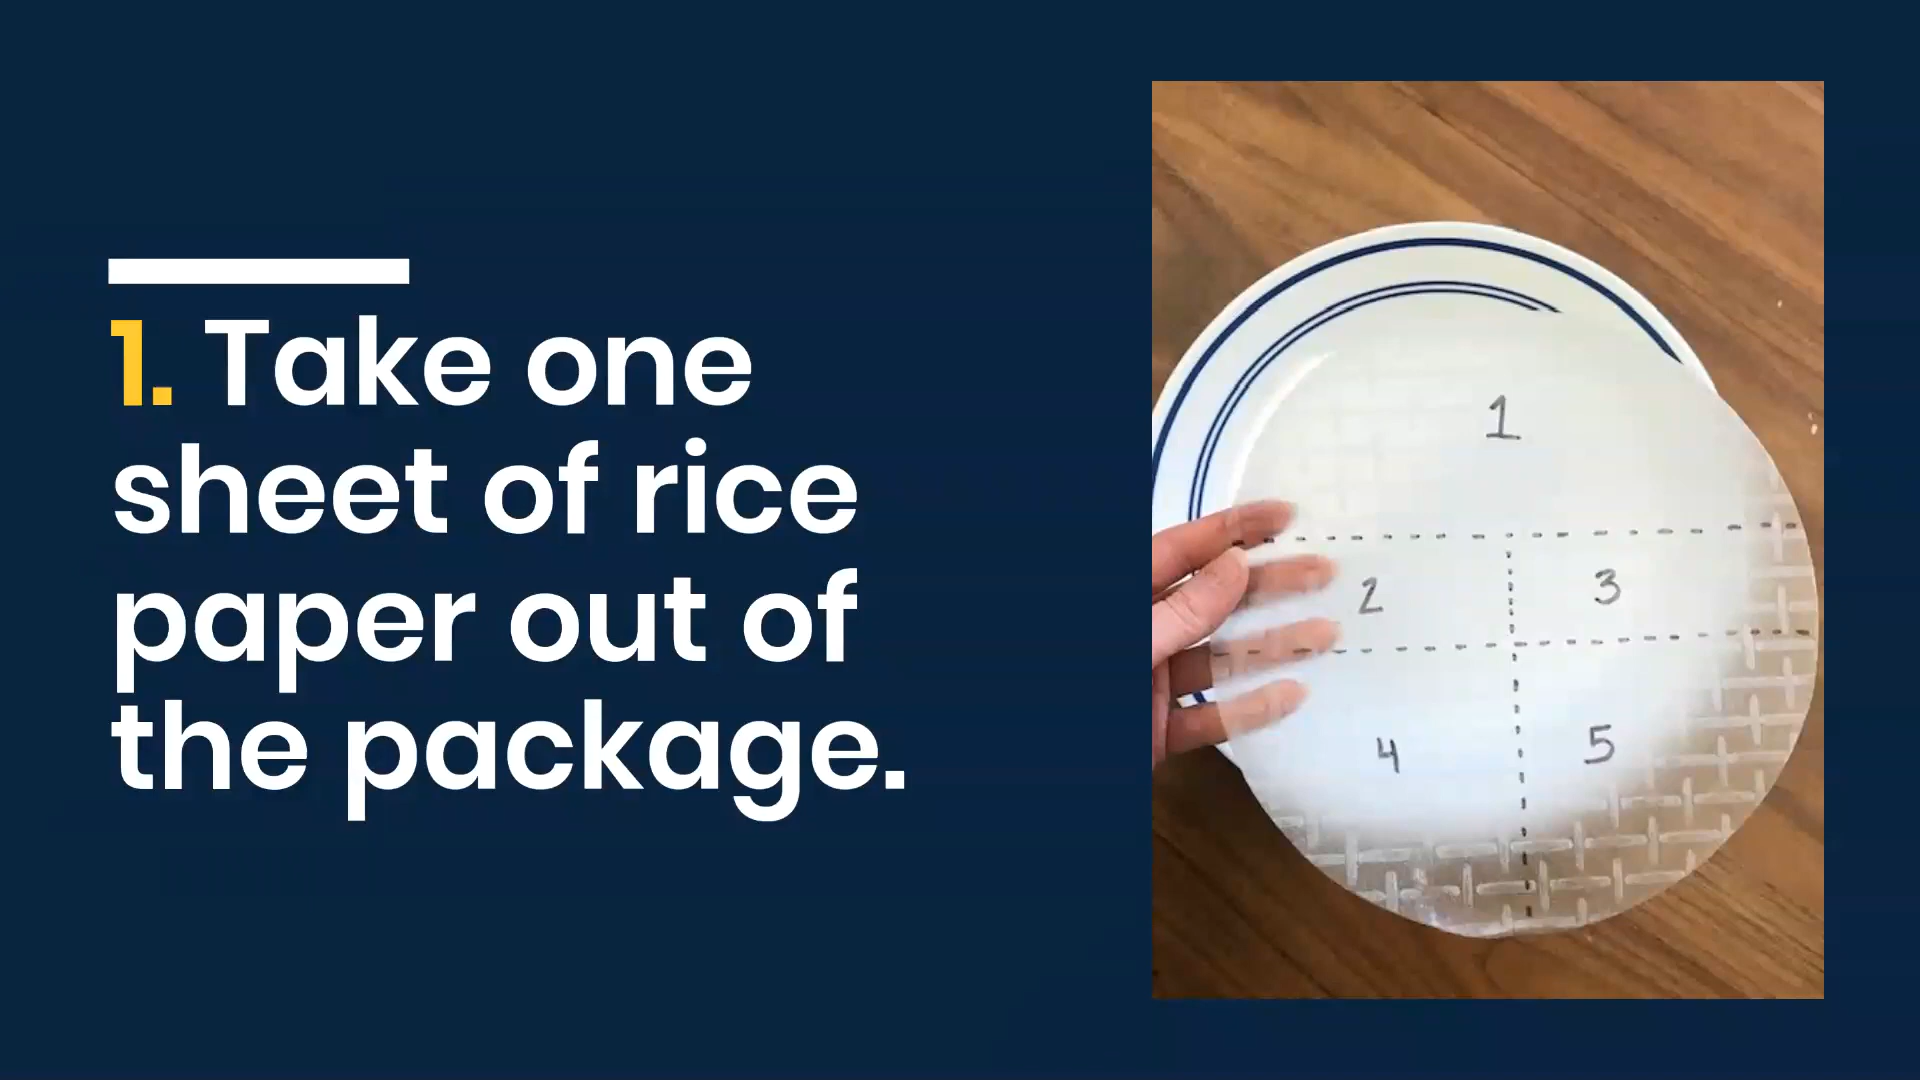 1. Take one
sheet of rice
paper out of
the package.
1
2 3
4 5